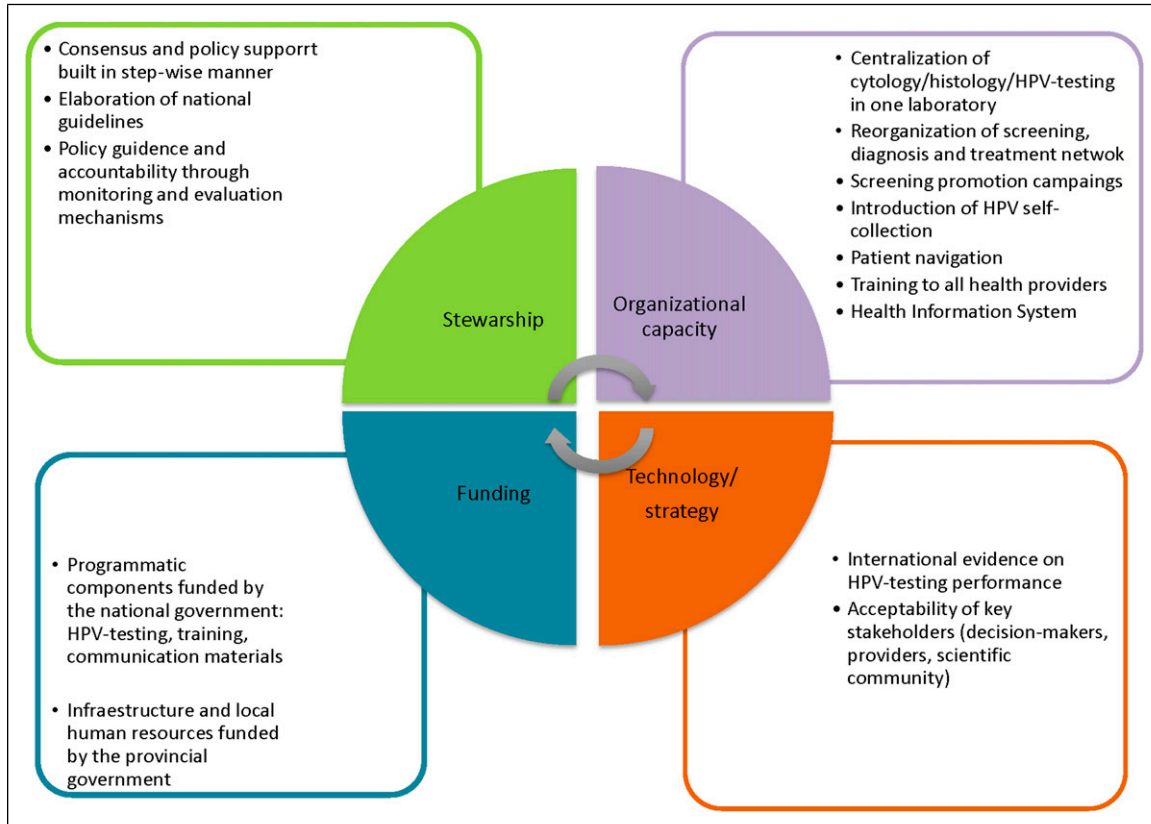 • Consensus and policy supporrt
built in step-wise manner
• Elaboration of national
guidelines
• Policy guidence and
accountability through
monitoring and evaluation
mechanisms
• Centralization of
cytology/histology/HPV-testing
in one laboratory
• Reorganization of screening,
diagnosis and treatment netwok
• Screening promotion campaings
• Introduction of HPV self-
collection
• Patient navigation
• Training to all health providers
• Health Information System
Stewarship
Organizational
capacity
Funding
Technology/
strategy
• Programmatic
components funded by
the national government:
HPV-testing, training,
communication materials
• Infraestructure and local
human resources funded
by the provincial
government
• International evidence on
HPV-testing performance
• Acceptability of key
stakeholders (decision-makers,
providers, scientific
community)